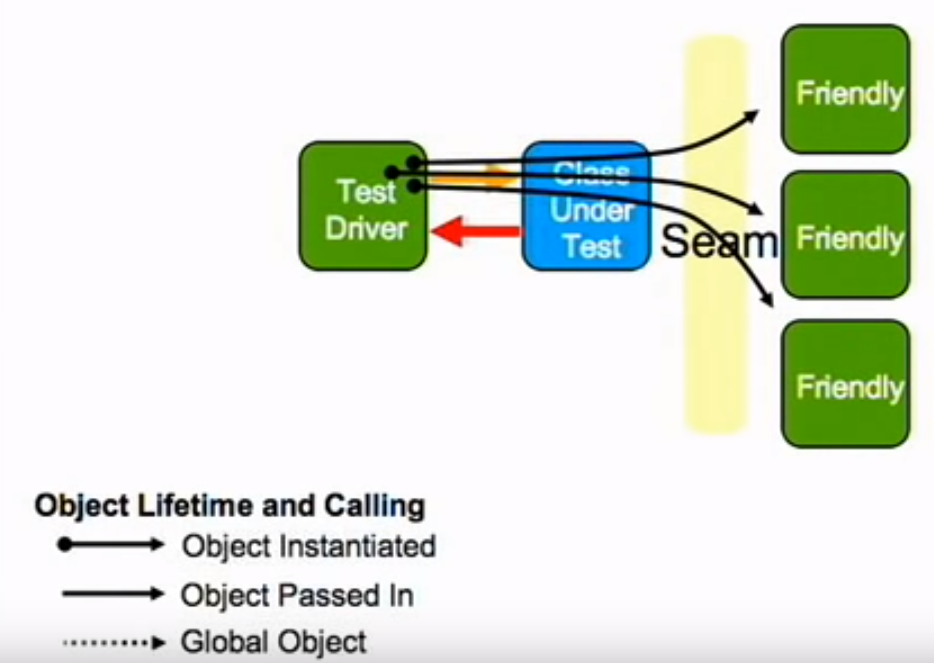 Friendly
Test
Driver
Class
Under
Test
Seam
Friendly
Friendly
Object Lifetime and Calling
Object Instantiated
Object Passed In
Global Object